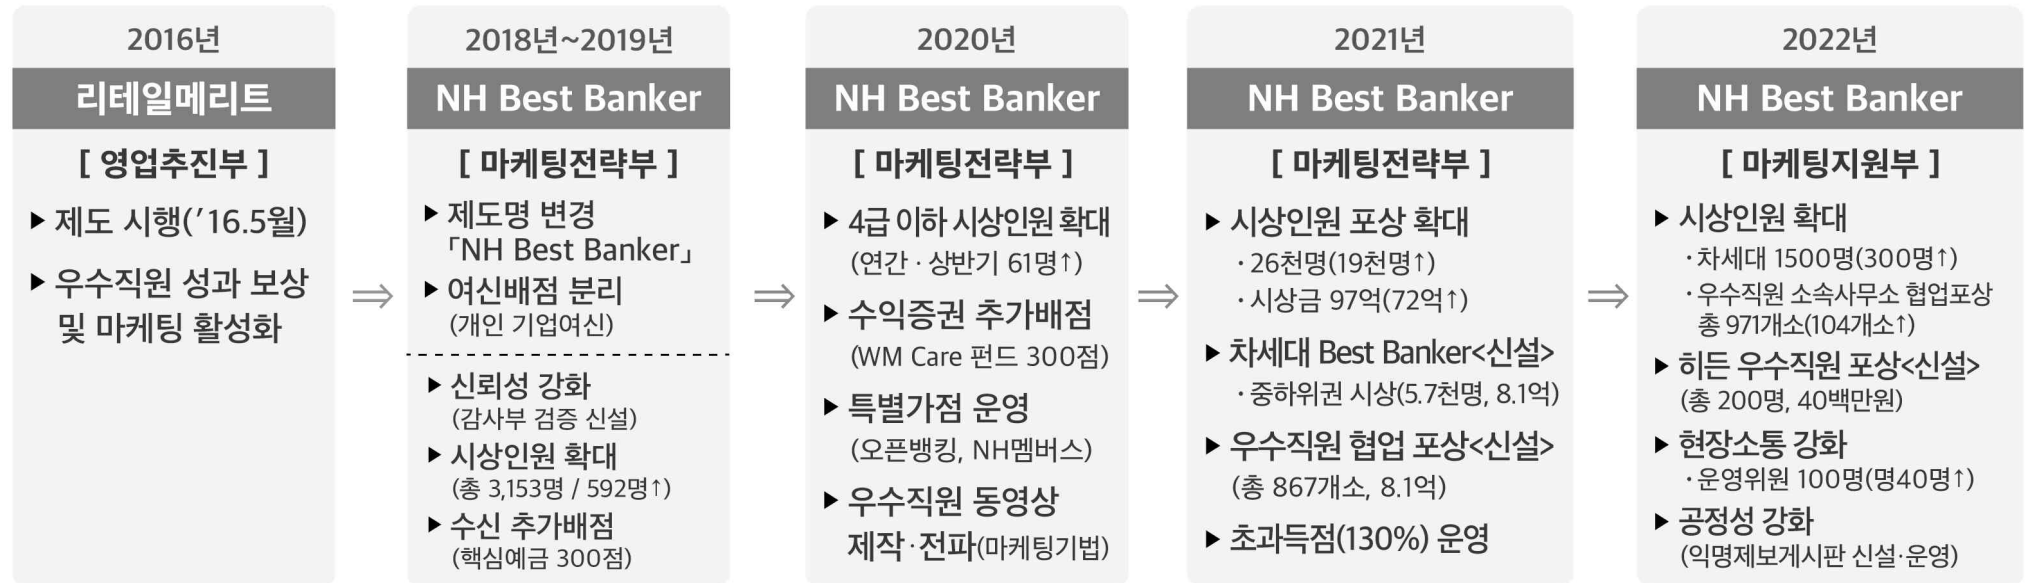 2016년
리테일메리트
[ 영업추진부 ]
▶ 제도 시행(’16.5월)
▶ 우수직원 성과 보상
및 마케팅 활성화
⇒
2018년~2019년
NH Best Banker
[ 마케팅전략부 ]
▶ 제도명 변경
「NH Best Banker」
▶ 여신배점 분리
(개인 기업여신)
▶ 신뢰성 강화
(감사부 검증 신설)
▶ 시상인원 확대
(총 3,153명 / 592명↑)
▶ 수신 추가배점
(핵심예금 300점)
⇒
2020년
NH Best Banker
[ 마케팅전략부 ]
▶ 4급 이하 시상인원 확대
(연간 · 상반기 61명↑)
▶ 수익증권 추가배점
(WM Care 펀드 300점)
▶ 특별가점 운영
(오픈뱅킹, NH멤버스)
▶ 우수직원 동영상
제작·전파(마케팅기법)
⇒
2021년
NH Best Banker
[ 마케팅전략부 ]
▶ 시상인원 포상 확대
· 26천명(19천명↑)
· 시상금 97억(72억↑)
▶ 차세대 Best Banker<신설>
· 중하위권 시상(5.7천명, 8.1억)
▶ 우수직원 협업 포상<신설>
(총 867개소, 8.1억)
▶ 초과득점(130%) 운영
⇒
2022년
NH Best Banker
[ 마케팅지원부 ]
▶ 시상인원 확대
· 차세대 1500명(300명↑)
· 우수직원 소속사무소 협업포상
총 971개소(104개소↑)
▶ 히든 우수직원 포상<신설>
(총 200명, 40백만원)
▶ 현장소통 강화
· 운영위원 100명(명40명↑)
▶ 공정성 강화
(익명제보게시판 신설·운영)